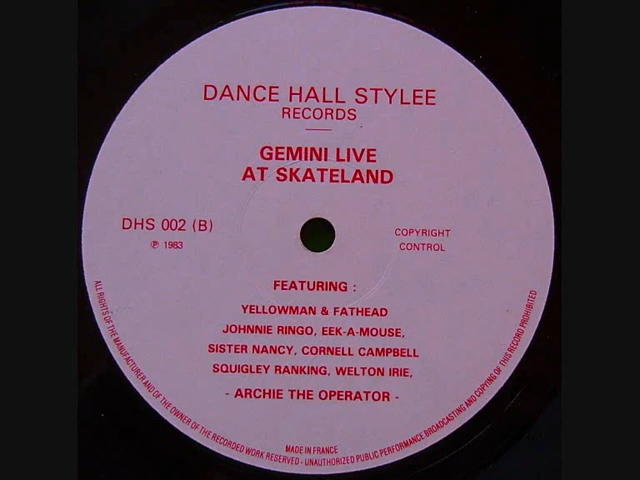 DANCE HALL STYLEE
RECORDS
GEMINI LIVE
AT SKATELAND
DHS 002 (B)
℗ 1983
COPYRIGHT
CONTROL
FEATURING :
YELLOWMAN & FATHEAD
JOHNNIE RINGO, EEK-A-MOUSE,
SISTER NANCY, CORNELL CAMPBELL
SQUIGLEY RANKING, WELTON IRIE,
- ARCHIE THE OPERATOR -
MADE IN FRANCE
ALL RIGHTS OF THE MANUFACTURER AND OF THE OWNER OF THE RECORDED WORK RESERVED - UNAUTHORIZED PUBLIC PERFORMANCE BROADCASTING AND COPYING OF THIS RECORD PROHIBITED